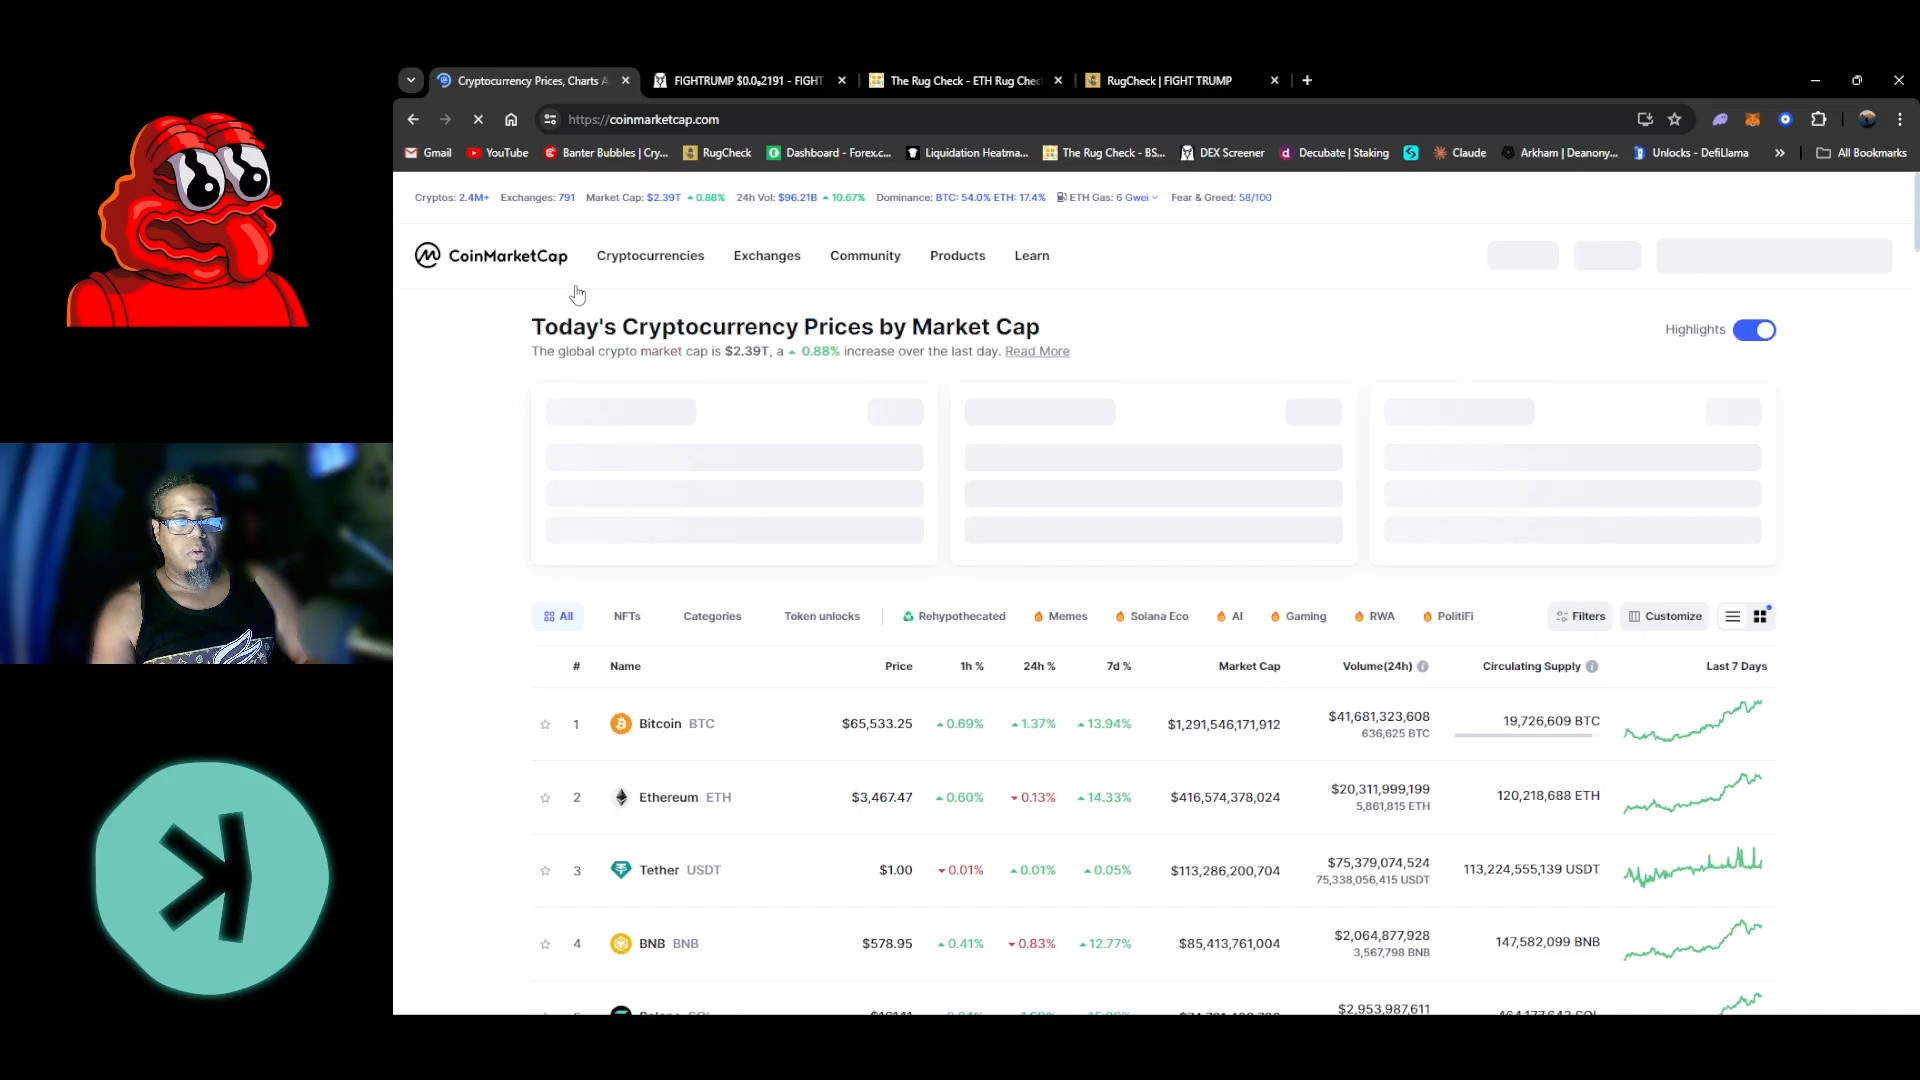 Cryptocurrency Prices, Charts A
FIGHTRUMP $0.0₈2191 - FIGHT
The Rug Check - ETH Rug Chec
RugCheck | FIGHT TRUMP
https://coinmarketcap.com
Gmail
YouTube
Banter Bubbles | Cry...
RugCheck
Dashboard - Forex.c...
Liquidation Heatma...
The Rug Check - BS...
DEX Screener
Decubate | Staking
Claude
Arkham | Deanony...
Unlocks - DefiLlama
»
All Bookmarks
Cryptos: 2.4M+ Exchanges: 791 Market Cap: $2.39T 0.88% 24h Vol: $96.21B 10.67% Dominance: BTC: 54.0% ETH: 17.4% ETH Gas: 6 Gwei Fear & Greed: 58/100
CoinMarketCap Cryptocurrencies Exchanges Community Products Learn
Today's Cryptocurrency Prices by Market Cap
Highlights
The global crypto market cap is $2.39T, a 0.88% increase over the last day. Read More
All NFTs Categories Token unlocks Rehypothecated Memes Solana Eco AI Gaming RWA PolitiFi Filters Customize
# Name Price 1h % 24h % 7d % Market Cap Volume(24h) Circulating Supply Last 7 Days
1 Bitcoin BTC $65,533.25 0.69% 1.37% 13.94% $1,291,546,171,912 $41,681,323,608 19,726,609 BTC
636,625 BTC
2 Ethereum ETH $3,467.47 0.60% 0.13% 14.33% $416,574,378,024 $20,311,999,199 120,218,688 ETH
5,861,815 ETH
3 Tether USDT $1.00 0.01% 0.01% 0.05% $113,286,200,704 $75,379,074,524 113,224,555,139 USDT
75,338,056,415 USDT
4 BNB BNB $578.95 0.41% 0.83% 12.77% $85,413,761,004 $2,064,877,928 147,582,099 BNB
3,567,798 BNB
$2,953,987,611